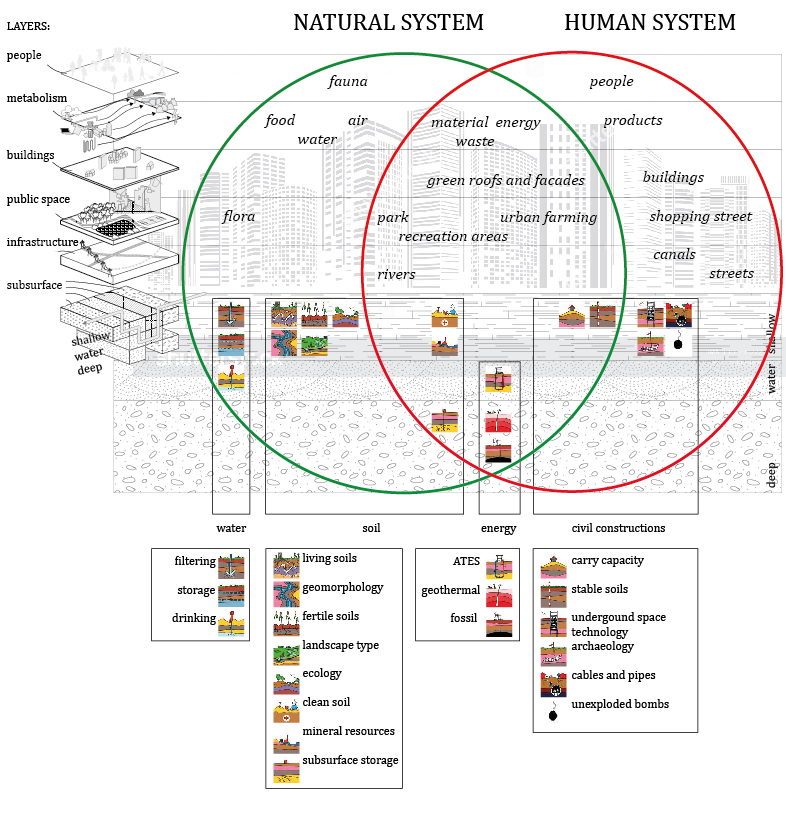 NATURAL SYSTEM
HUMAN SYSTEM
LAYERS:
people
metabolism
buildings
public space
infrastructure
subsurface
shallow
water
deep
fauna
people
food
air
water
material energy
waste
products
green roofs and facades
buildings
flora
park
urban farming
shopping street
recreation areas
canals
rivers
streets
shallow
water
deep
water
soil
energy
civil constructions
filtering
storage
drinking
living soils
geomorphology
fertile soils
landscape type
ecology
clean soil
mineral resources
subsurface storage
ATES
geothermal
fossil
carry capacity
stable soils
undergound space
technology
archaeology
cables and pipes
unexploded bombs